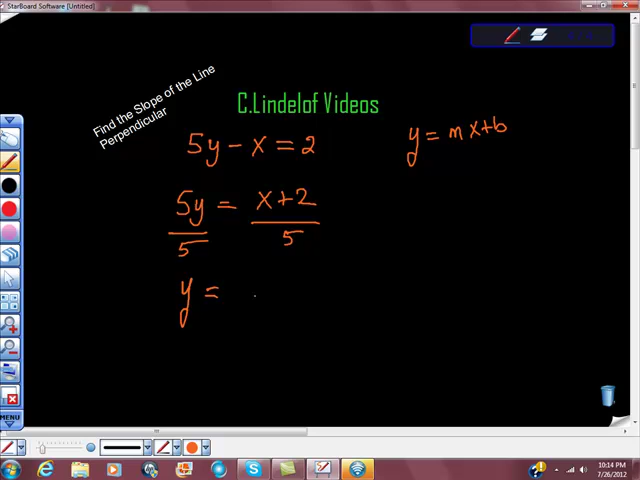 StarBoard Software [Untitled]
Find the Slope of the Line
Perpendicular
C.Lindelof Videos
5y - x = 2
y = mx+b
5y = x+2
5 5
y =
MENU
10:14 PM
7/26/2012